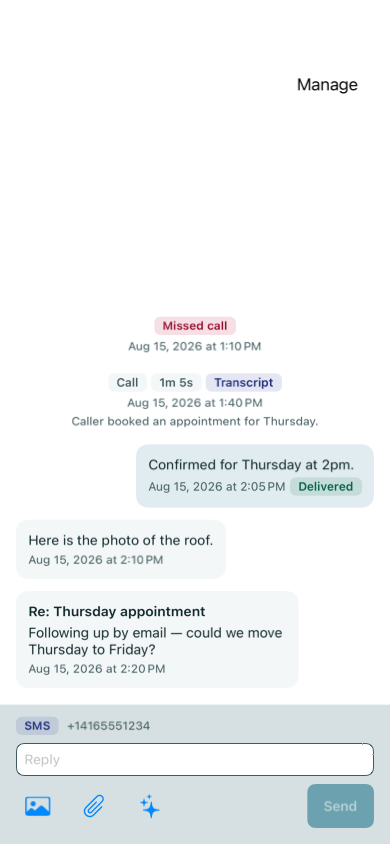 Manage
Missed call
Aug 15, 2026 at 1:10 PM
Call 1m 5s Transcript
Aug 15, 2026 at 1:40 PM
Caller booked an appointment for Thursday.
Confirmed for Thursday at 2pm.
Aug 15, 2026 at 2:05 PM Delivered
Here is the photo of the roof.
Aug 15, 2026 at 2:10 PM
Re: Thursday appointment
Following up by email — could we move
Thursday to Friday?
Aug 15, 2026 at 2:20 PM
SMS +14165551234
Reply
Send